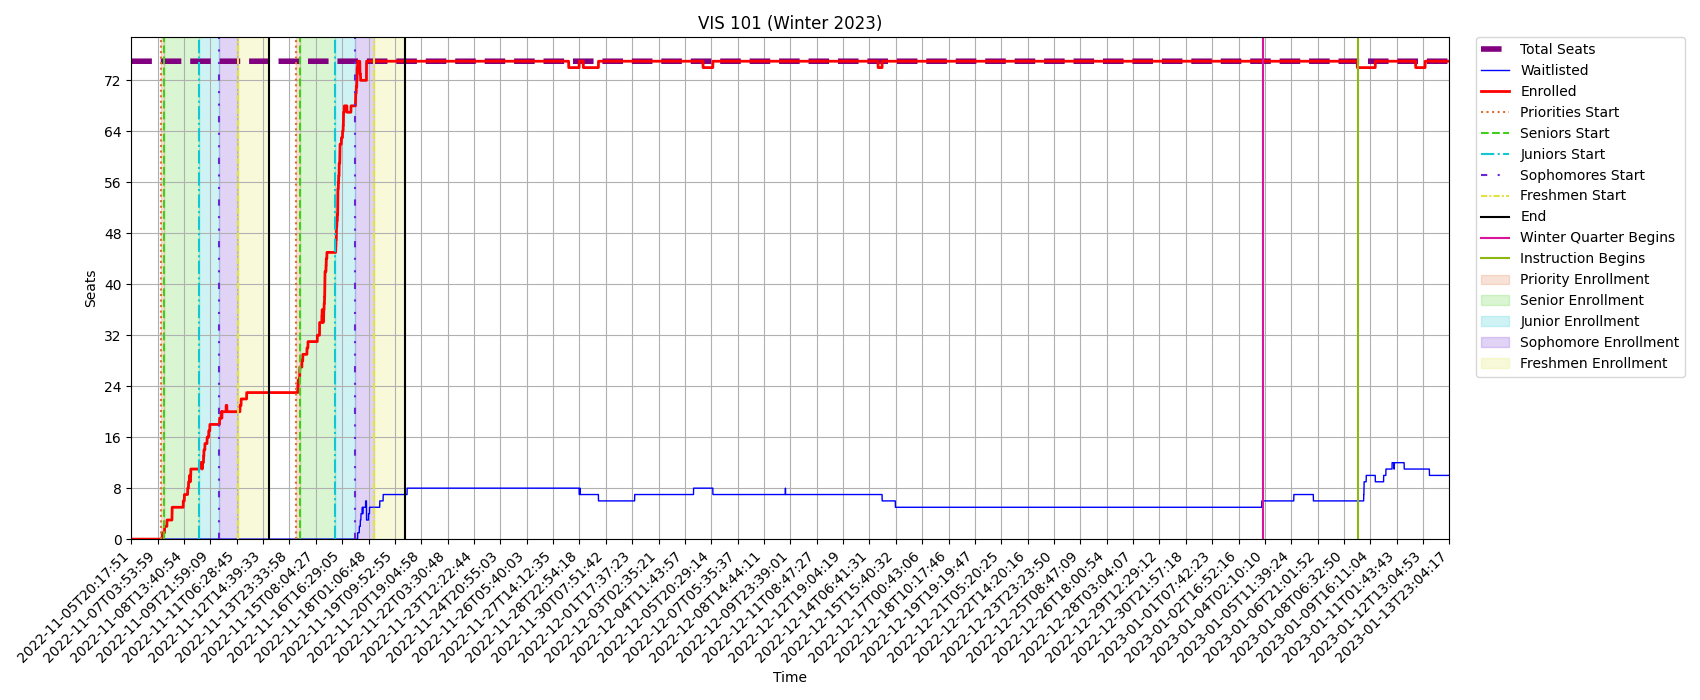 VIS 101 (Winter 2023)
Seats
72
64
56
48
40
32
24
16
8
0
2022-11-05T20:17:51
2022-11-07T03:53:59
2022-11-08T13:40:54
2022-11-09T21:59:09
2022-11-11T06:28:45
2022-11-12T14:39:33
2022-11-13T23:33:58
2022-11-15T08:04:27
2022-11-16T16:29:05
2022-11-18T01:06:48
2022-11-19T09:52:55
2022-11-20T19:04:58
2022-11-22T03:30:48
2022-11-23T12:22:44
2022-11-24T20:55:03
2022-11-26T05:40:03
2022-11-27T14:12:35
2022-11-28T22:54:18
2022-11-30T07:51:42
2022-12-01T17:37:23
2022-12-03T02:35:21
2022-12-04T11:43:57
2022-12-05T20:29:14
2022-12-07T05:35:37
2022-12-08T14:44:11
2022-12-09T23:39:01
2022-12-11T08:47:27
2022-12-12T19:04:19
2022-12-14T06:41:31
2022-12-15T15:40:32
2022-12-17T00:43:06
2022-12-18T10:17:46
2022-12-19T19:19:47
2022-12-21T05:20:25
2022-12-22T14:20:16
2022-12-23T23:23:50
2022-12-25T08:47:09
2022-12-26T18:00:54
2022-12-28T03:04:07
2022-12-29T12:29:12
2022-12-30T21:57:18
2023-01-01T07:42:23
2023-01-02T16:52:16
2023-01-04T02:10:10
2023-01-05T11:39:24
2023-01-06T21:01:52
2023-01-08T06:32:50
2023-01-09T16:11:04
2023-01-11T01:43:43
2023-01-12T13:04:53
2023-01-13T23:04:17
Time
Total Seats
Waitlisted
Enrolled
Priorities Start
Seniors Start
Juniors Start
Sophomores Start
Freshmen Start
End
Winter Quarter Begins
Instruction Begins
Priority Enrollment
Senior Enrollment
Junior Enrollment
Sophomore Enrollment
Freshmen Enrollment